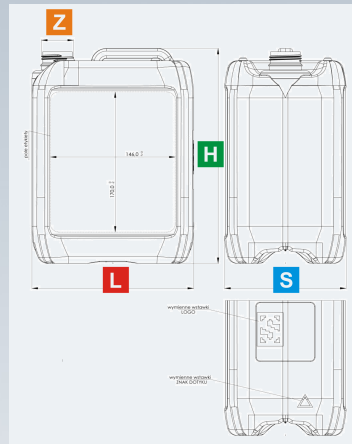 Z
pole etykiety
146,0
170,0
H
L
S
wymienne wstawki
LOGO
wymienne wstawki
ZNAK DOTYKU